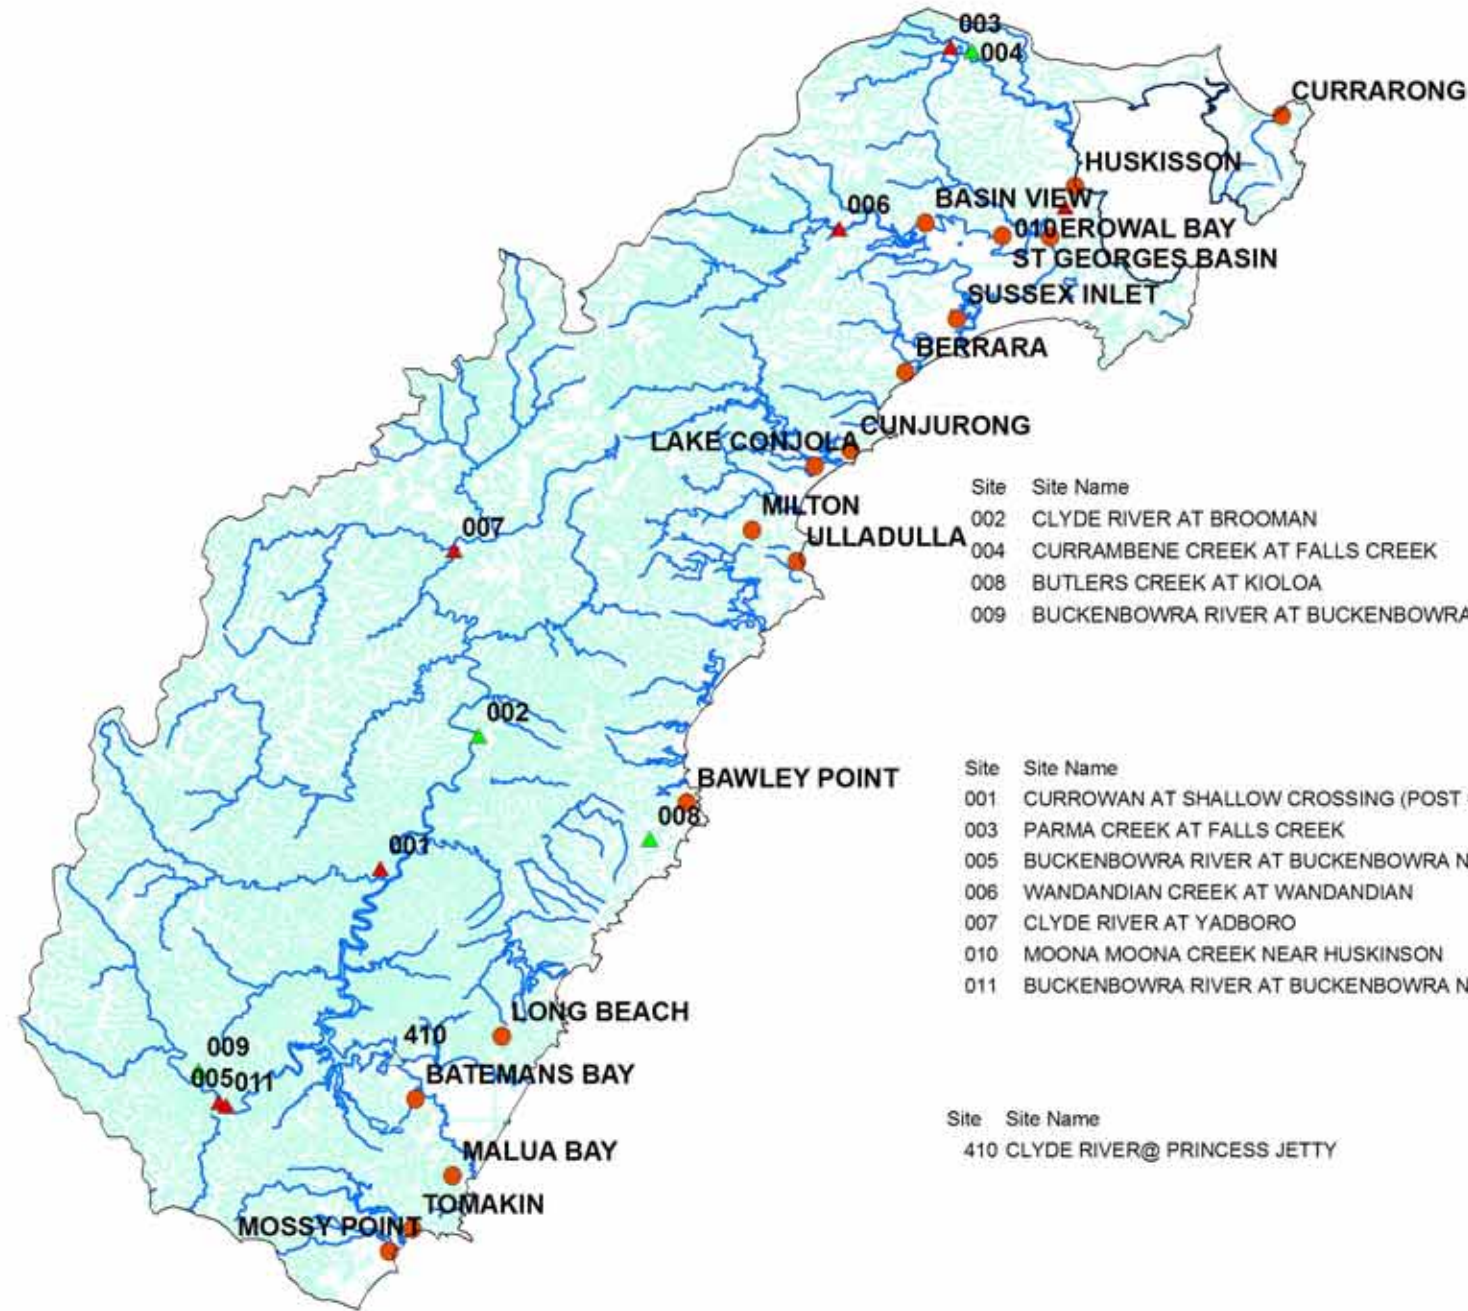 003
004
CURRARONG
HUSKISSON
BASIN VIEW
006
010 EROWAL BAY
ST GEORGES BASIN
SUSSEX INLET
BERRARA
CUNJURONG
LAKE CONJOLA
MILTON
ULLADULLA
007
Site Site Name
002 CLYDE RIVER AT BROOMAN
004 CURRAMBENE CREEK AT FALLS CREEK
008 BUTLERS CREEK AT KIOLOA
009 BUCKENBOWRA RIVER AT BUCKENBOWRA
002
BAWLEY POINT
008
001
Site Site Name
001 CURROWAN AT SHALLOW CROSSING (POST
003 PARMA CREEK AT FALLS CREEK
005 BUCKENBOWRA RIVER AT BUCKENBOWRA N
006 WANDANDIAN CREEK AT WANDANDIAN
007 CLYDE RIVER AT YADBORO
010 MOONA MOONA CREEK NEAR HUSKINSON
011 BUCKENBOWRA RIVER AT BUCKENBOWRA N
LONG BEACH
410
009
BATEMANS BAY
005 011
MALUA BAY
TOMAKIN
MOSSY POINT
Site Site Name
410 CLYDE RIVER@ PRINCESS JETTY